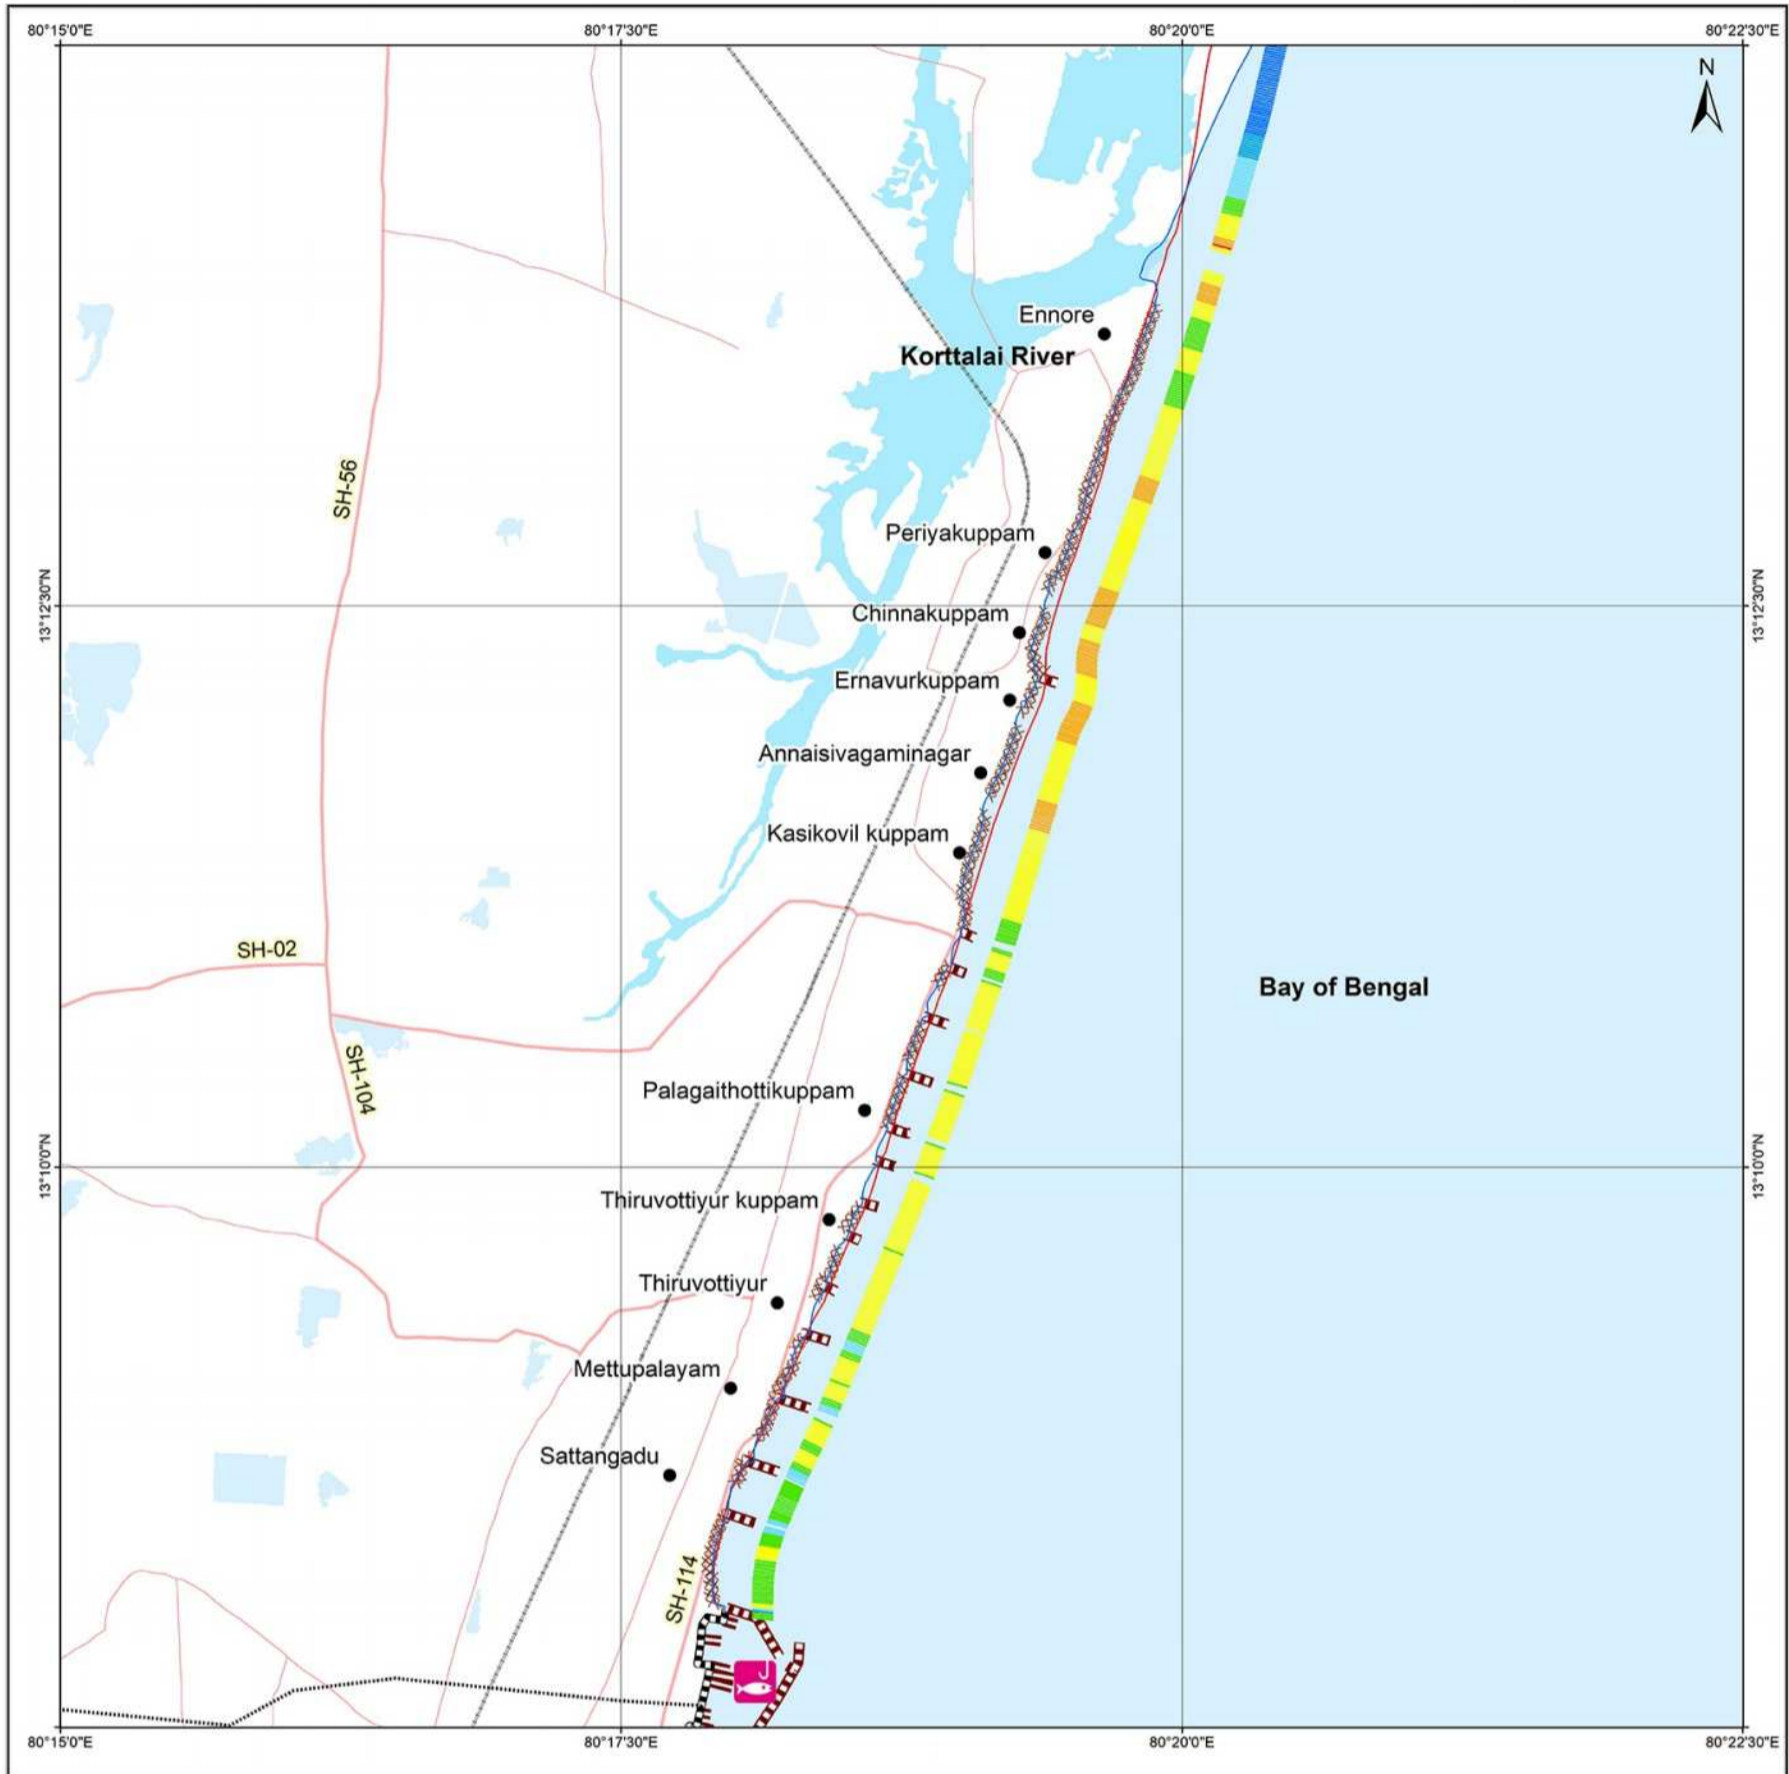 80°15'0"E
80°17'30"E
80°20'0"E
80°22'30"E
N
Ennore
Korttalai River
SH-56
Periyakuppam
13°12'30"N
13°12'30"N
Chinnakuppam
Ernavurkuppam
Annaisivagaminagar
Kasikovil kuppam
SH-02
Bay of Bengal
SH-104
Palagaithottikuppam
13°10'0"N
13°10'0"N
Thiruvottiyur kuppam
Thiruvottiyur
Mettupalayam
Sattangadu
SH-114
80°15'0"E
80°17'30"E
80°20'0"E
80°22'30"E